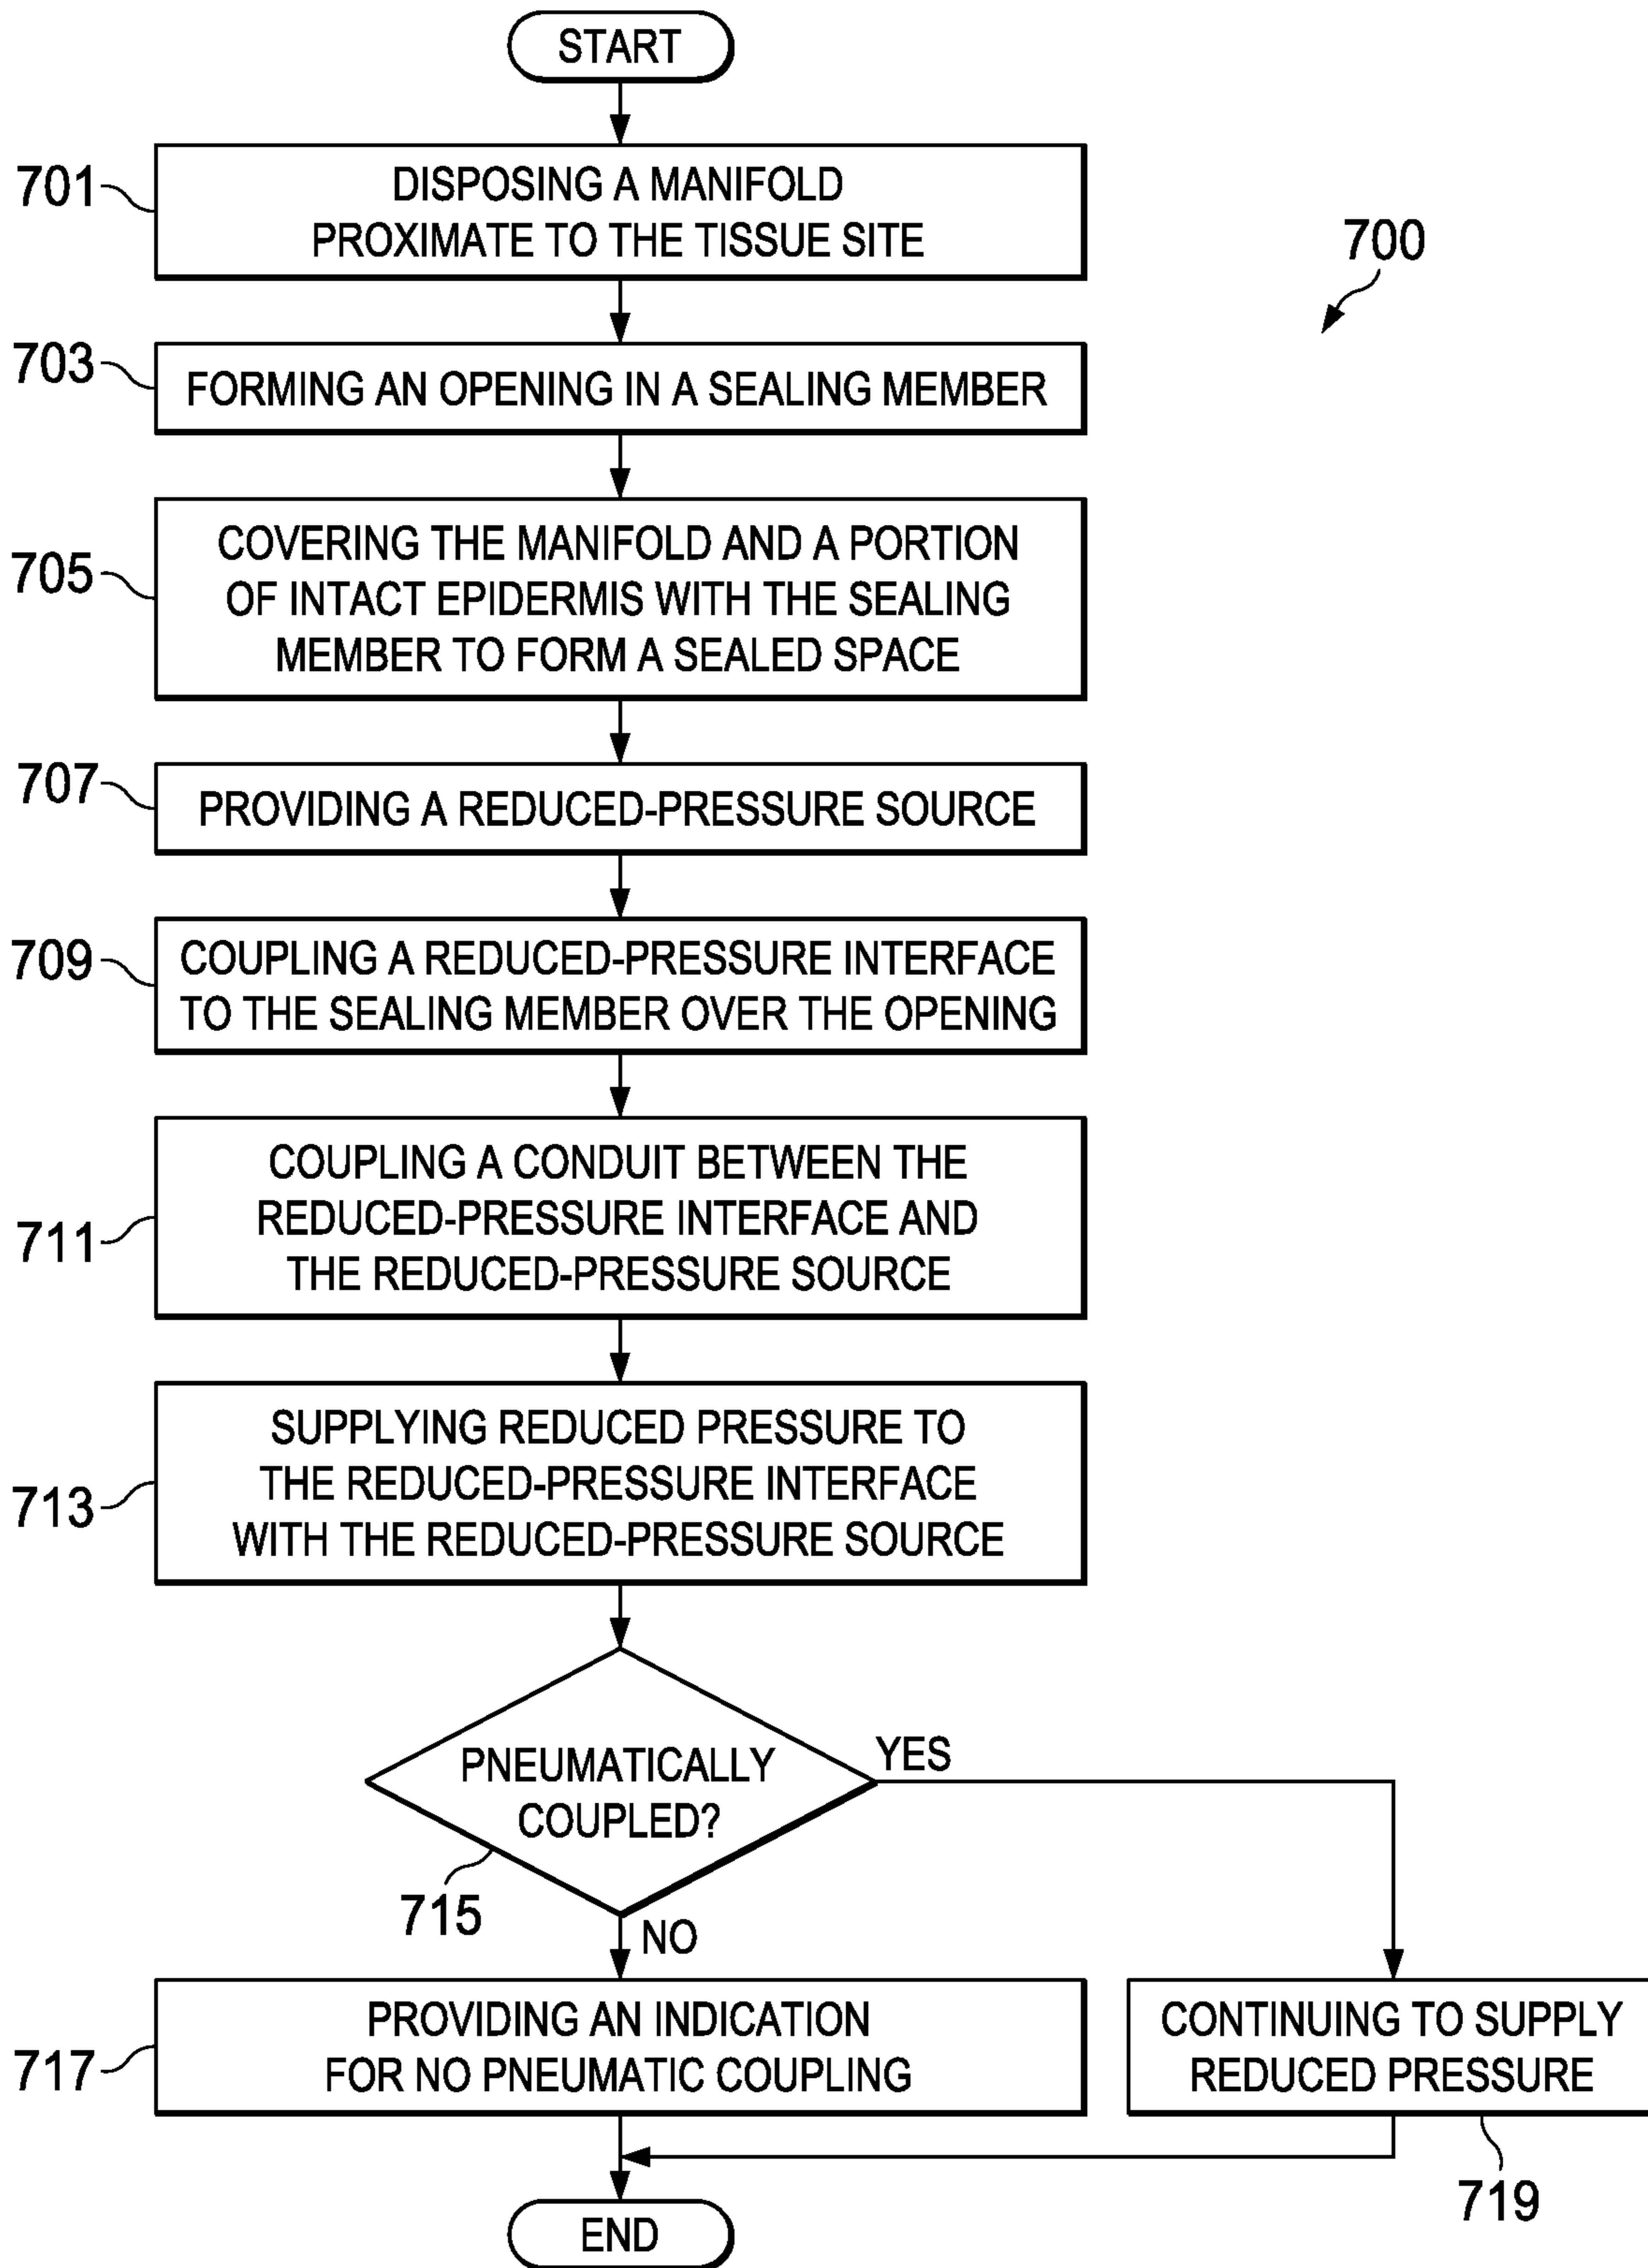 START
701
DISPOSING A MANIFOLD
PROXIMATE TO THE TISSUE SITE
700
703
FORMING AN OPENING IN A SEALING MEMBER
705
COVERING THE MANIFOLD AND A PORTION
OF INTACT EPIDERMIS WITH THE SEALING
MEMBER TO FORM A SEALED SPACE
707
PROVIDING A REDUCED-PRESSURE SOURCE
709
COUPLING A REDUCED-PRESSURE INTERFACE
TO THE SEALING MEMBER OVER THE OPENING
711
COUPLING A CONDUIT BETWEEN THE
REDUCED-PRESSURE INTERFACE AND
THE REDUCED-PRESSURE SOURCE
713
SUPPLYING REDUCED PRESSURE TO
THE REDUCED-PRESSURE INTERFACE
WITH THE REDUCED-PRESSURE SOURCE
PNEUMATICALLY
COUPLED?
YES
715
NO
717
PROVIDING AN INDICATION
FOR NO PNEUMATIC COUPLING
CONTINUING TO SUPPLY
REDUCED PRESSURE
719
END